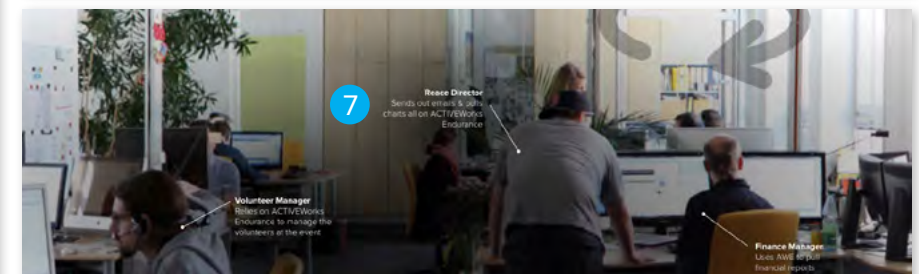 7
Reace Director
Sends out emails & pulls
charts all on ACTIVEWorks
Endurance
Volunteer Manager
Relies on ACTIVEWorks
Endurance to manage the
volunteers at the event
Finance Manager
Uses AWE to pull
financial reports